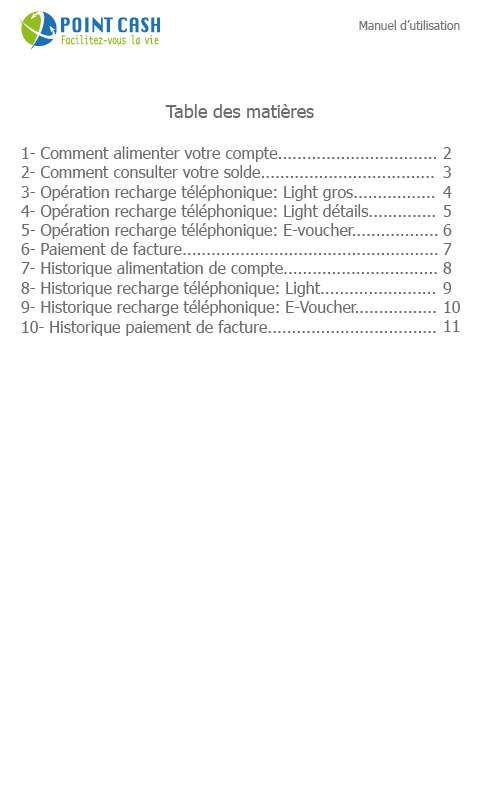 POINT CASH
Facilitez-vous la vie
Manuel d'utilisation
Table des matières
1- Comment alimenter votre compte................................. 2
2- Comment consulter votre solde.................................... 3
3- Opération recharge téléphonique: Light gros................. 4
4- Opération recharge téléphonique: Light détails.............. 5
5- Opération recharge téléphonique: E-voucher.................. 6
6- Paiement de facture..................................................... 7
7- Historique alimentation de compte................................ 8
8- Historique recharge téléphonique: Light........................ 9
9- Historique recharge téléphonique: E-Voucher................. 10
10- Historique paiement de facture................................... 11